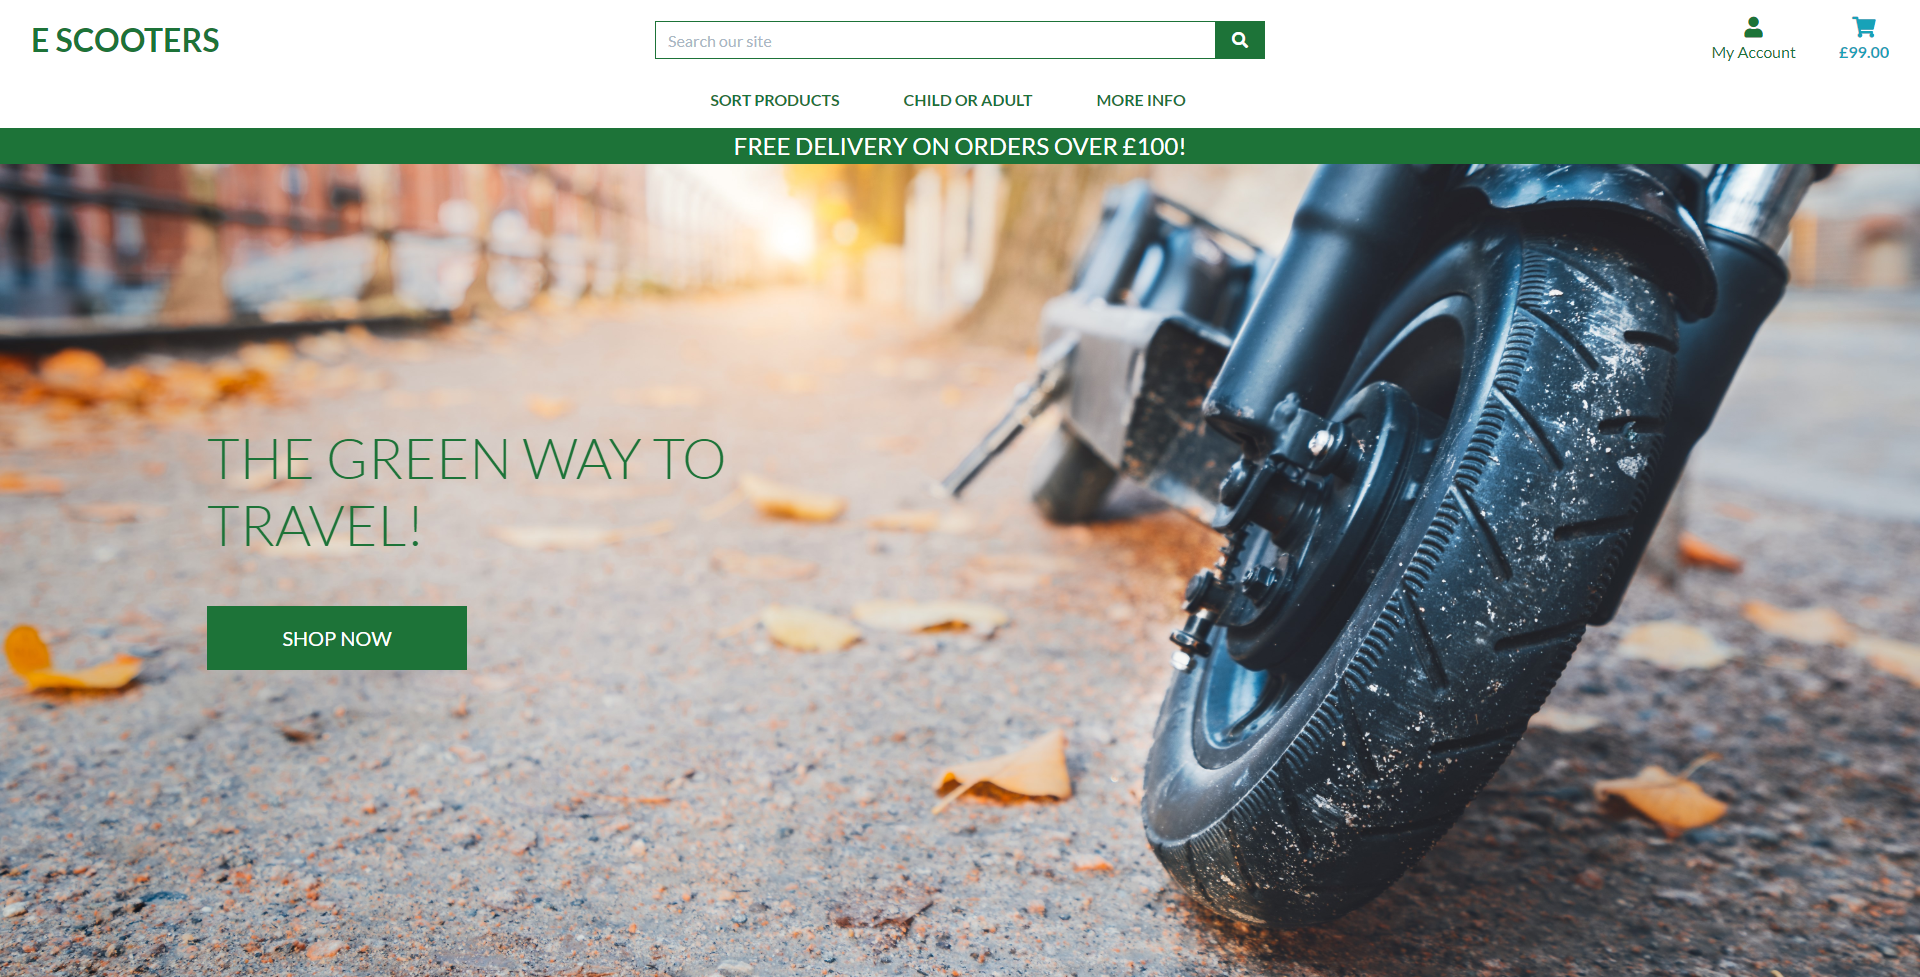 E SCOOTERS
Search our site
My Account
£99.00
SORT PRODUCTS
CHILD OR ADULT
MORE INFO
FREE DELIVERY ON ORDERS OVER £100!
THE GREEN WAY TO
TRAVEL!
SHOP NOW